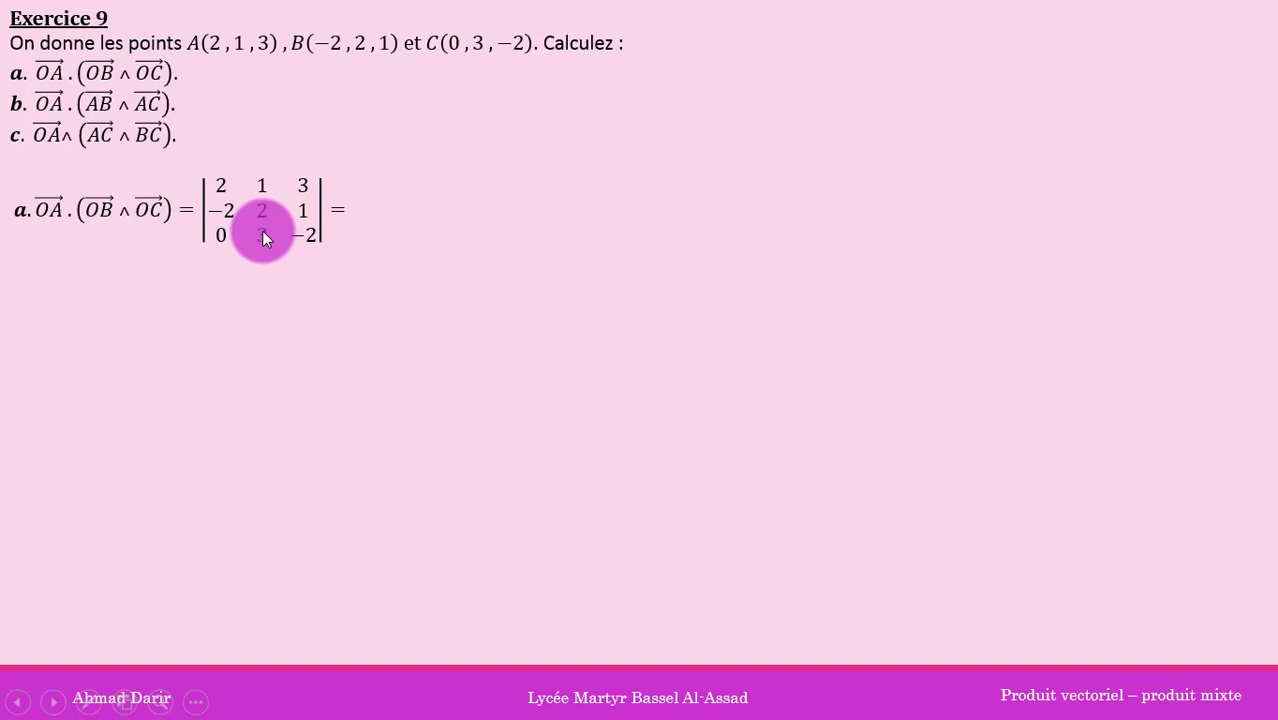 Exercice 9
On donne les points A(2 , 1 , 3) , B(−2 , 2 , 1) et C(0 , 3 , −2). Calculez :
a. OA⃗ . (OB⃗ ∧ OC⃗).
b. OA⃗ . (AB⃗ ∧ AC⃗).
c. OA⃗ ∧ (AC⃗ ∧ BC⃗).
a. OA⃗ . (OB⃗ ∧ OC⃗) = | 2 1 3 |
| −2 2 1 | =
| 0 3 −2 |
Ahmad Darir
Lycée Martyr Bassel Al-Assad
Produit vectoriel – produit mixte